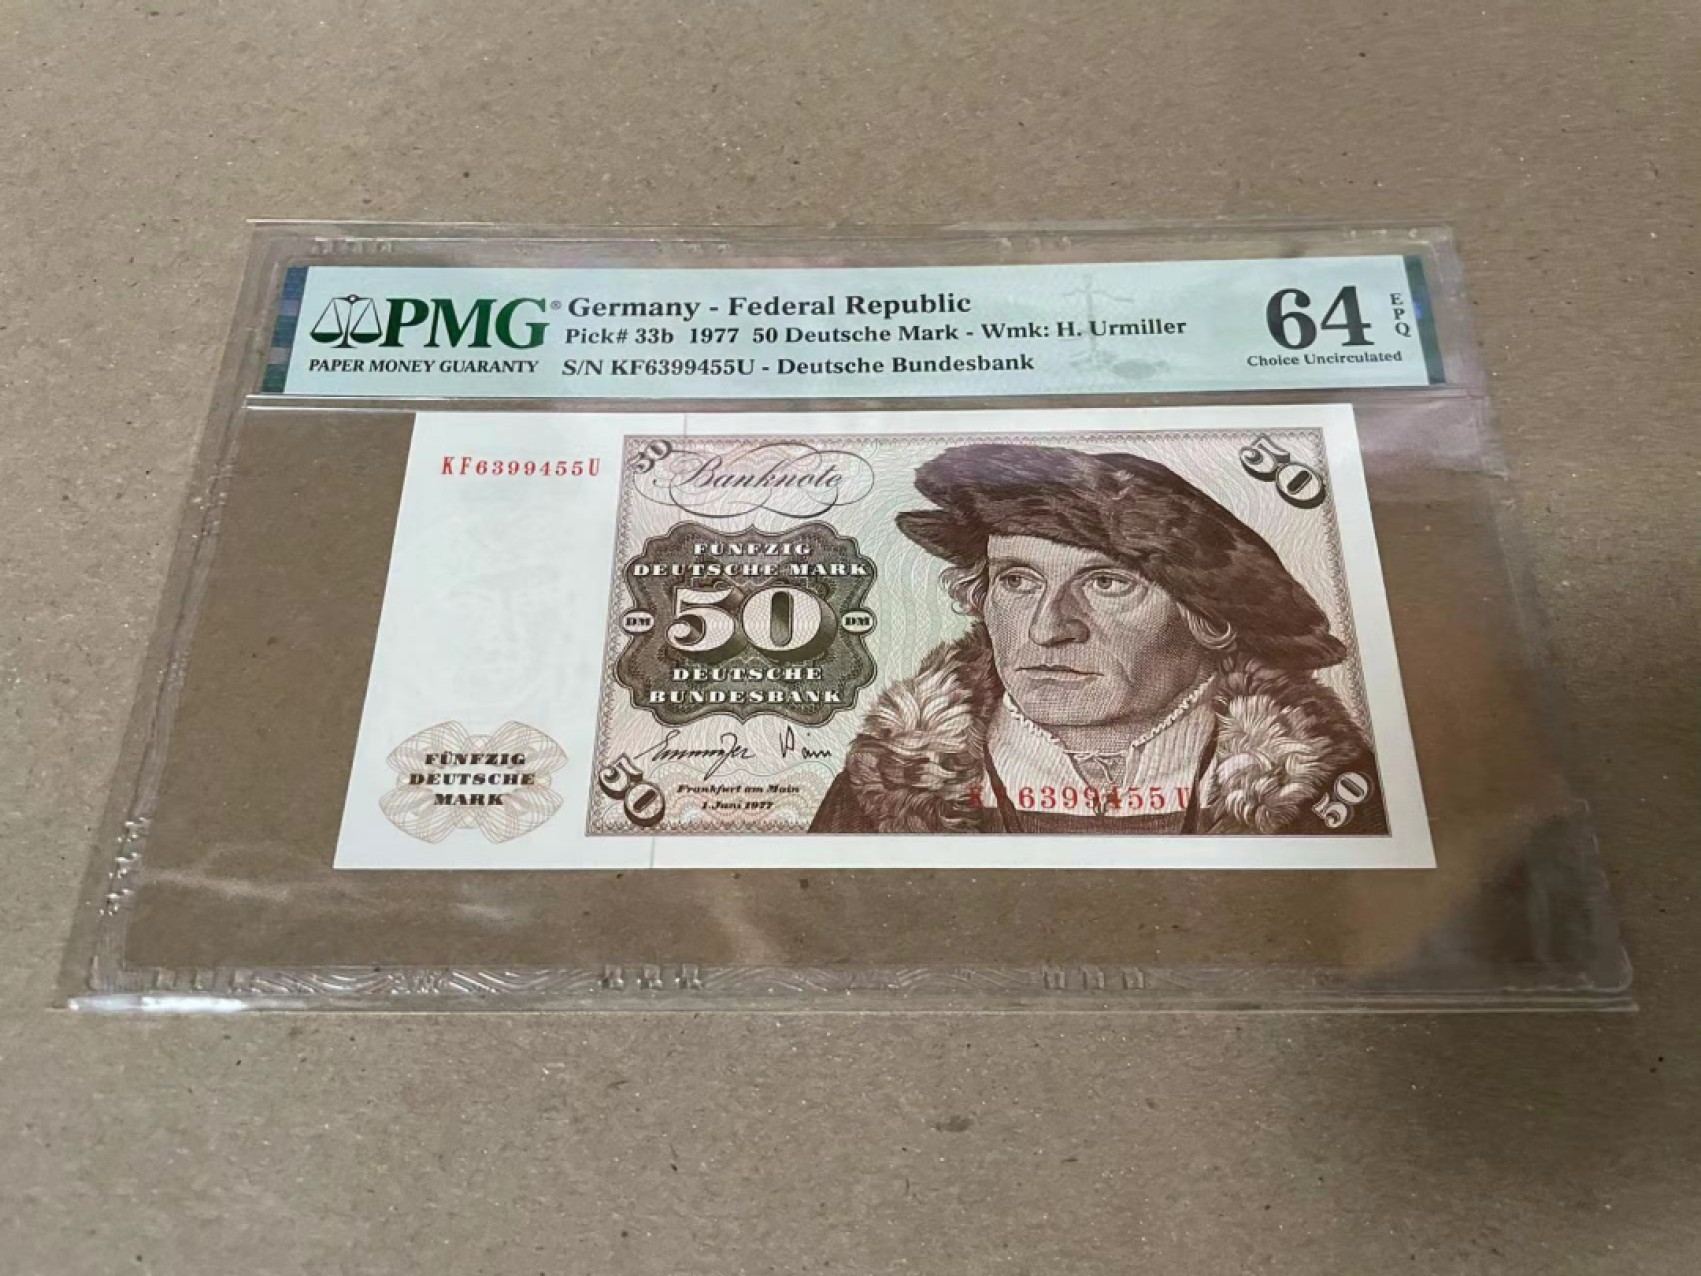 PMG®
PAPER MONEY GUARANTY
Germany - Federal Republic
Pick# 33b 1977 50 Deutsche Mark - Wmk: H. Urmiller
S/N KF6399455U - Deutsche Bundesbank
64
EPQ
Choice Uncirculated
KF6399455U
50
Banknote
50
FÜNFZIG
DEUTSCHE MARK
DM 50 DM
DEUTSCHE
BUNDESBANK
FÜNFZIG
DEUTSCHE
MARK
50
Frankfurt am Main
1. Juni 1977
6399455U
50